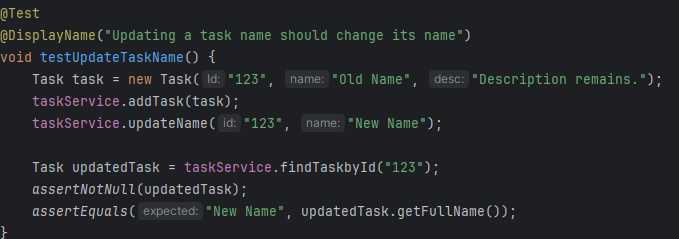 @Test
@DisplayName("Updating a task name should change its name")
void testUpdateTaskName() {
Task task = new Task( Id: "123", name: "Old Name", desc: "Description remains.");
taskService.addTask(task);
taskService.updateName( id: "123", name: "New Name");
Task updatedTask = taskService.findTaskbyId("123");
assertNotNull(updatedTask);
assertEquals( expected: "New Name", updatedTask.getFullName());
}